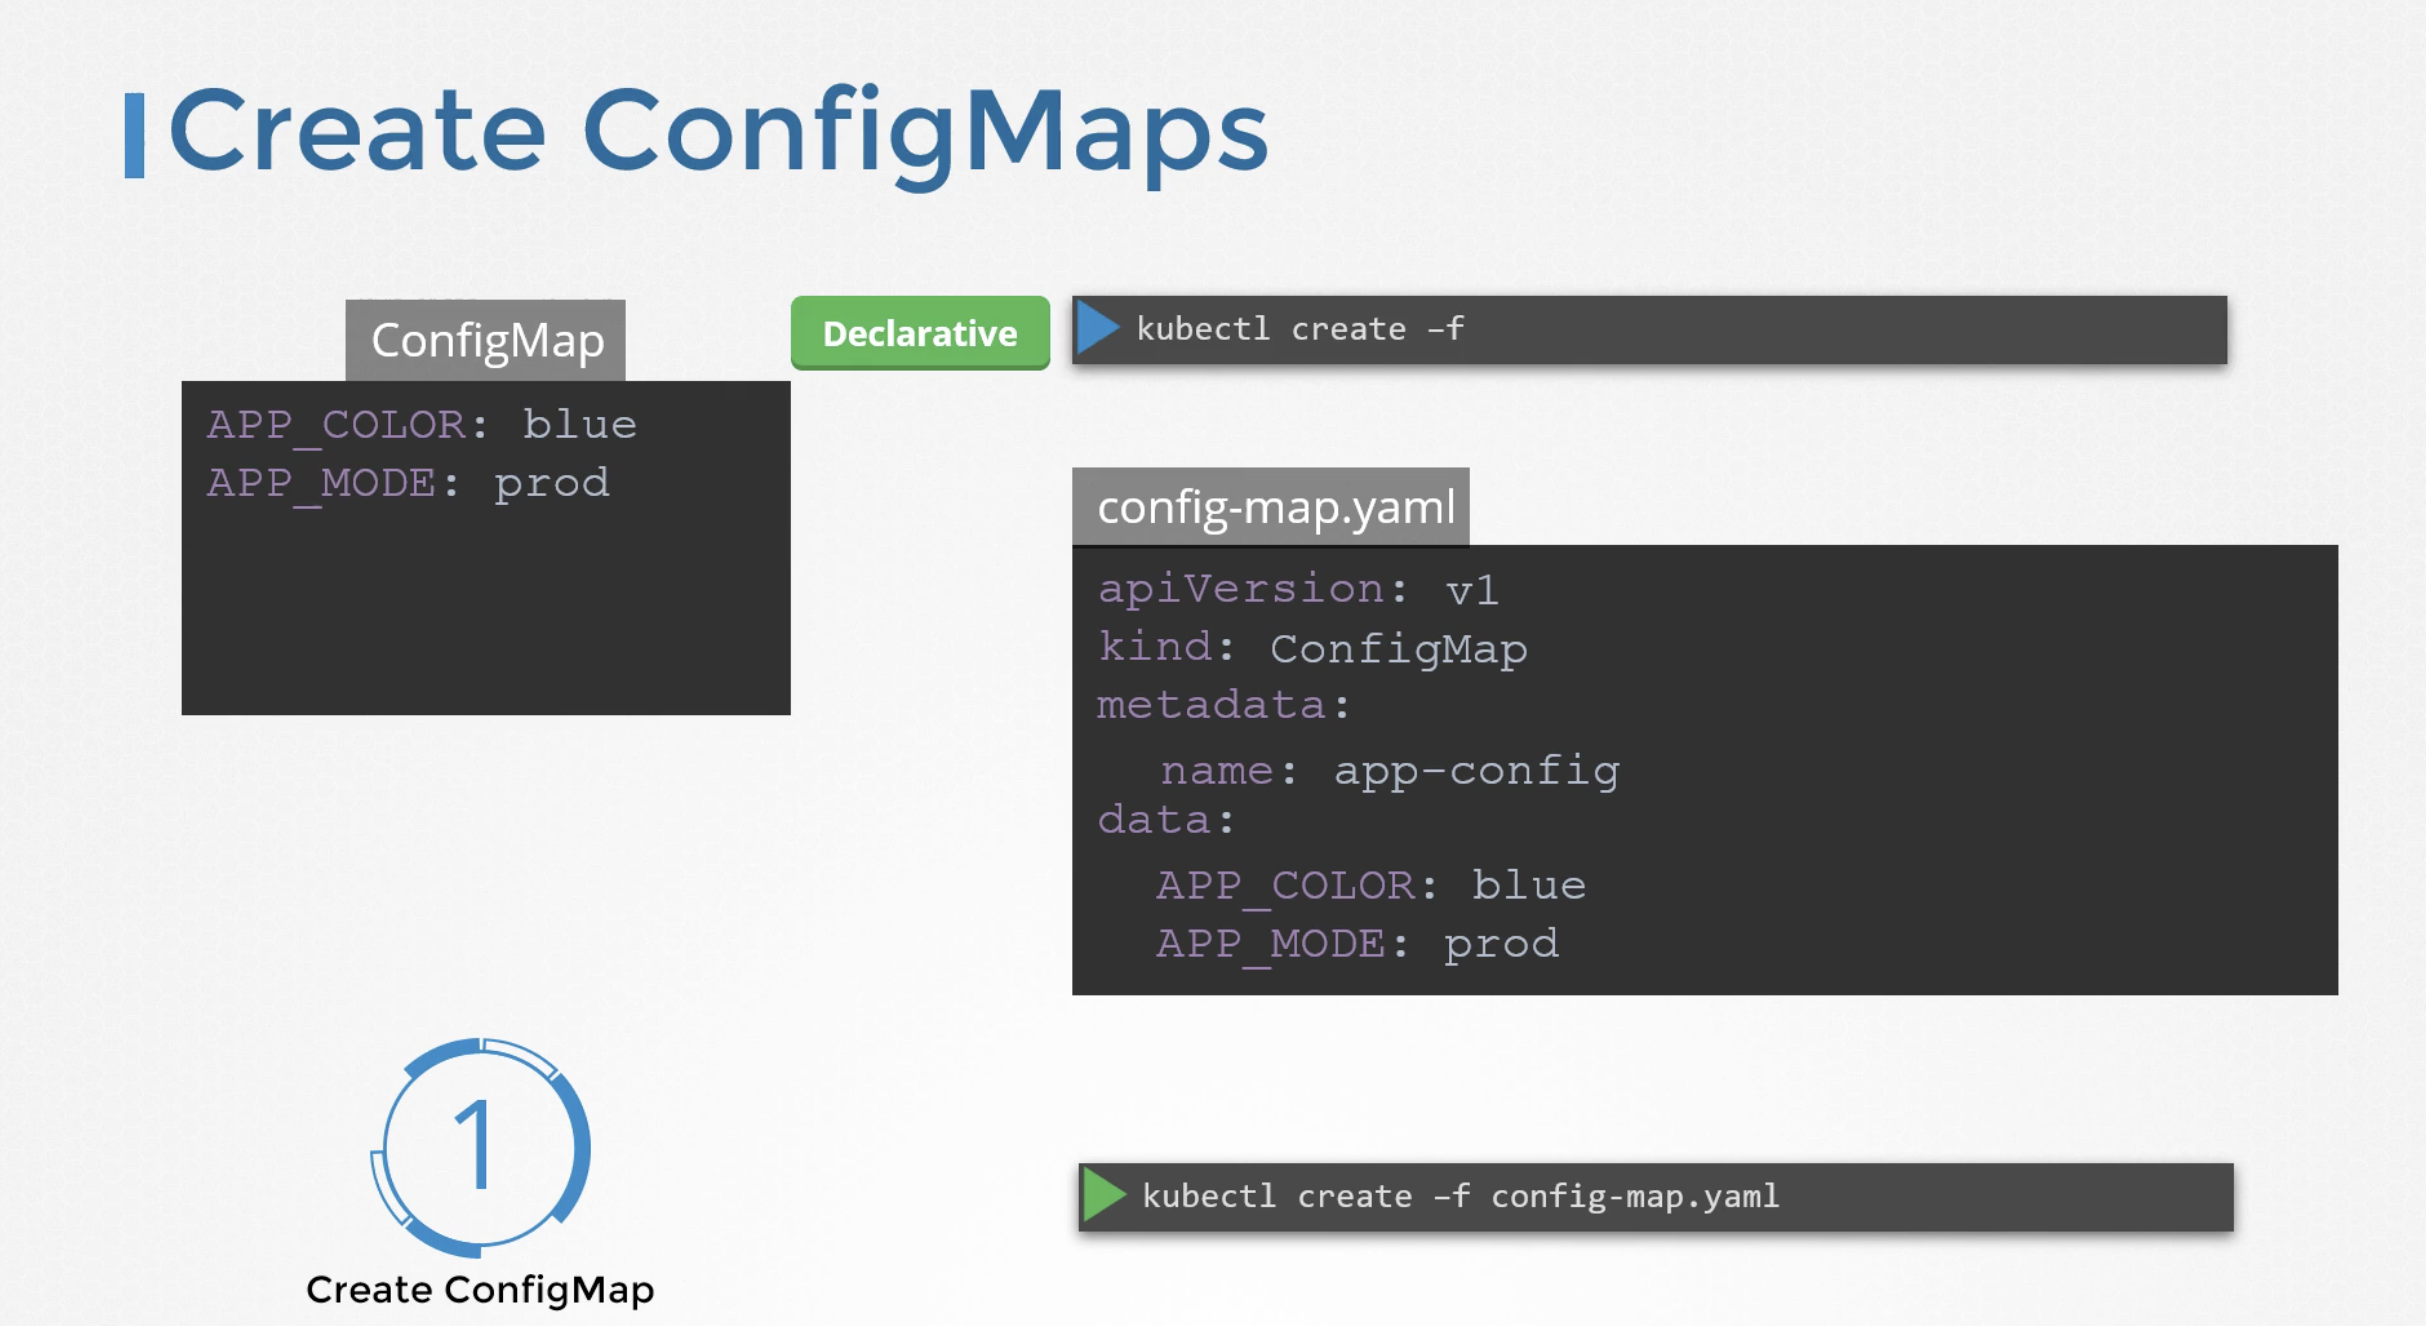 Create ConfigMaps
ConfigMap
APP_COLOR: blue
APP_MODE: prod
Declarative
kubectl create –f
config-map.yaml
apiVersion: v1
kind: ConfigMap
metadata:
  name: app-config
data:
  APP_COLOR: blue
  APP_MODE: prod
1
Create ConfigMap
kubectl create –f config-map.yaml